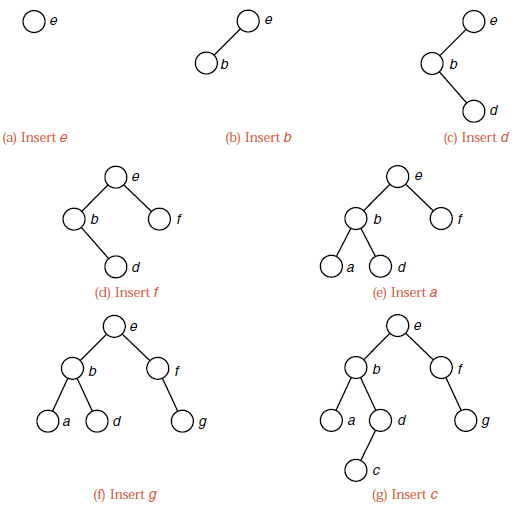 e
e
b
e
b
d
(a) Insert e
(b) Insert b
(c) Insert d
e
b
f
d
e
b
f
a
d
(d) Insert f
(e) Insert a
e
b
f
a
d
g
e
b
f
a
d
g
c
(f) Insert g
(g) Insert c